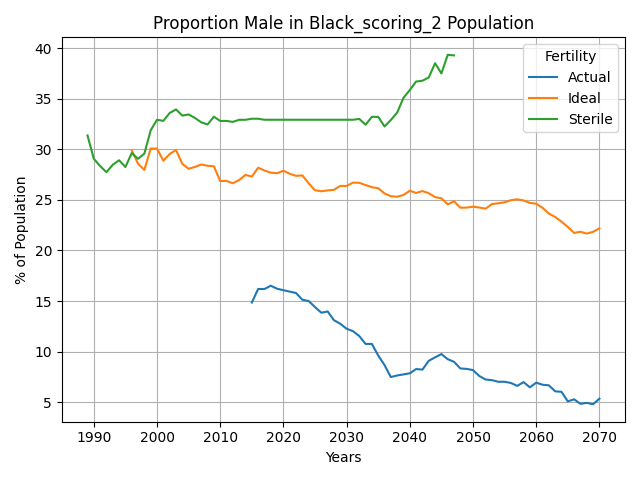 Proportion Male in Black_scoring_2 Population
% of Population
40
35
30
25
20
15
10
5
Fertility
Actual
Ideal
Sterile
1990 2000 2010 2020 2030 2040 2050 2060 2070
Years